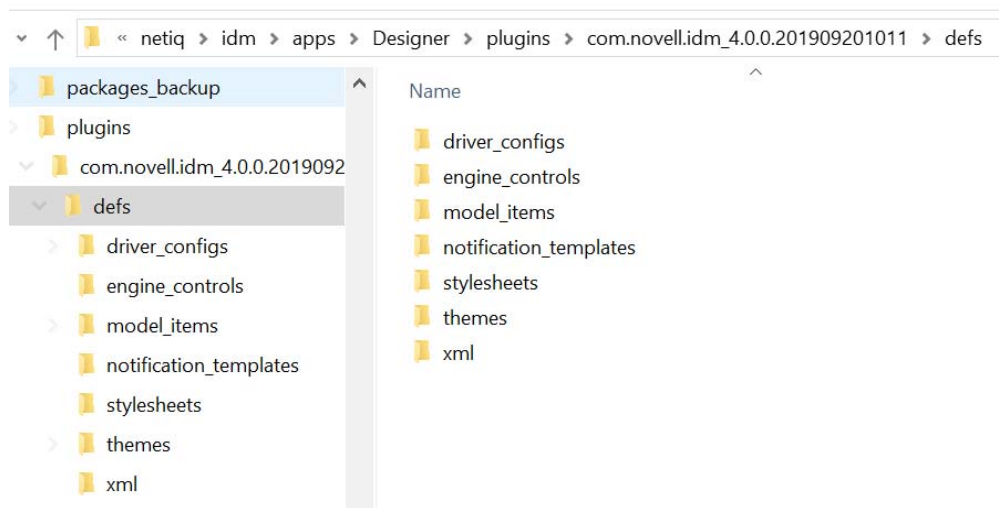 « netiq > idm > apps > Designer > plugins > com.novell.idm_4.0.0.201909201011 > defs
packages_backup
plugins
com.novell.idm_4.0.0.2019092
defs
driver_configs
engine_controls
model_items
notification_templates
stylesheets
themes
xml
Name
driver_configs
engine_controls
model_items
notification_templates
stylesheets
themes
xml